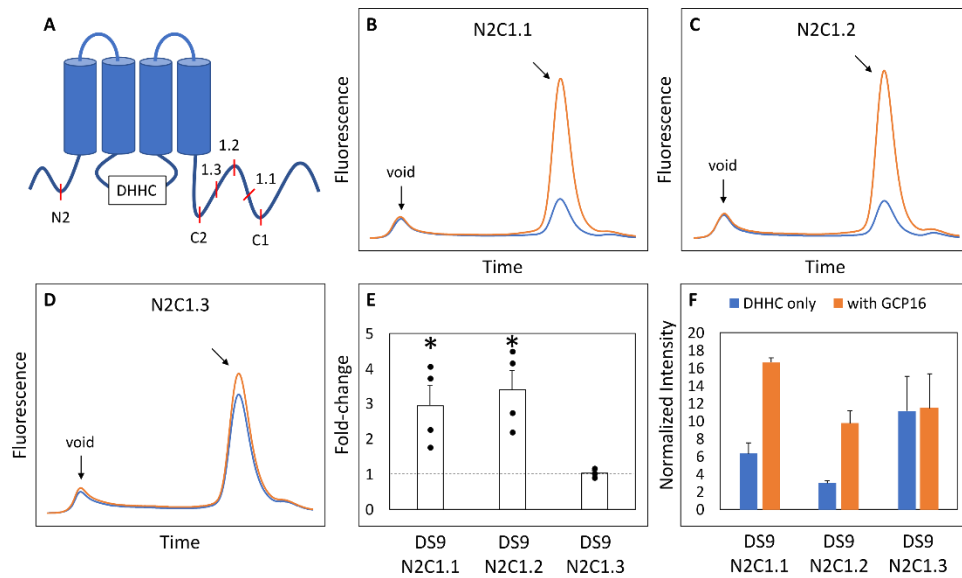 A
1.2
1.3
1.1
DHHC
N2
C2
C1
B
N2C1.1
Fluorescence
void
Time
C
N2C1.2
Fluorescence
void
Time
D
N2C1.3
Fluorescence
void
Time
E
Fold-change
5
4
3
2
1
0
* *
DS9 DS9 DS9
N2C1.1 N2C1.2 N2C1.3
F
DHHC only with GCP16
Normalized Intensity
20
18
16
14
12
10
8
6
4
2
0
DS9 DS9 DS9
N2C1.1 N2C1.2 N2C1.3